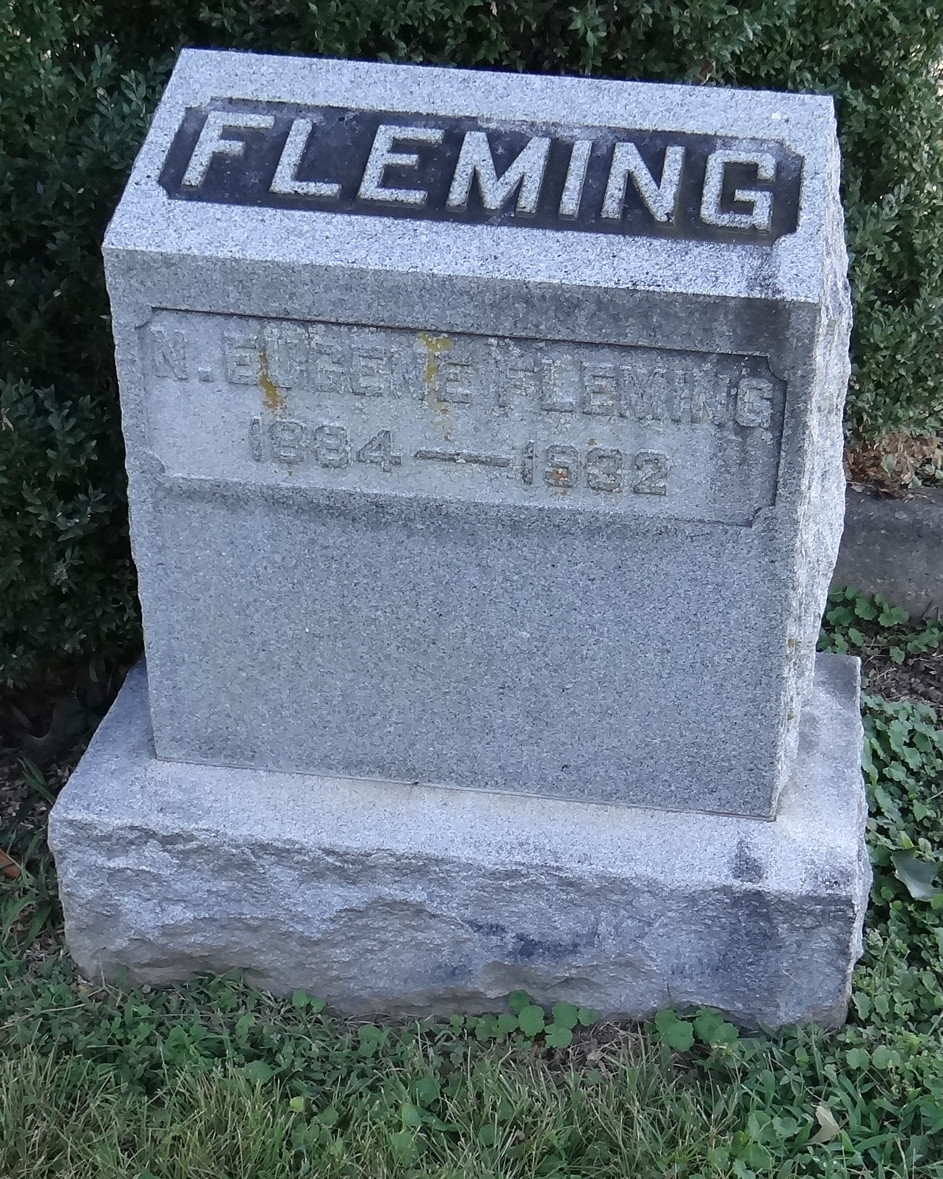 FLEMING
N. EUGENE FLEMING
1884 — 1932